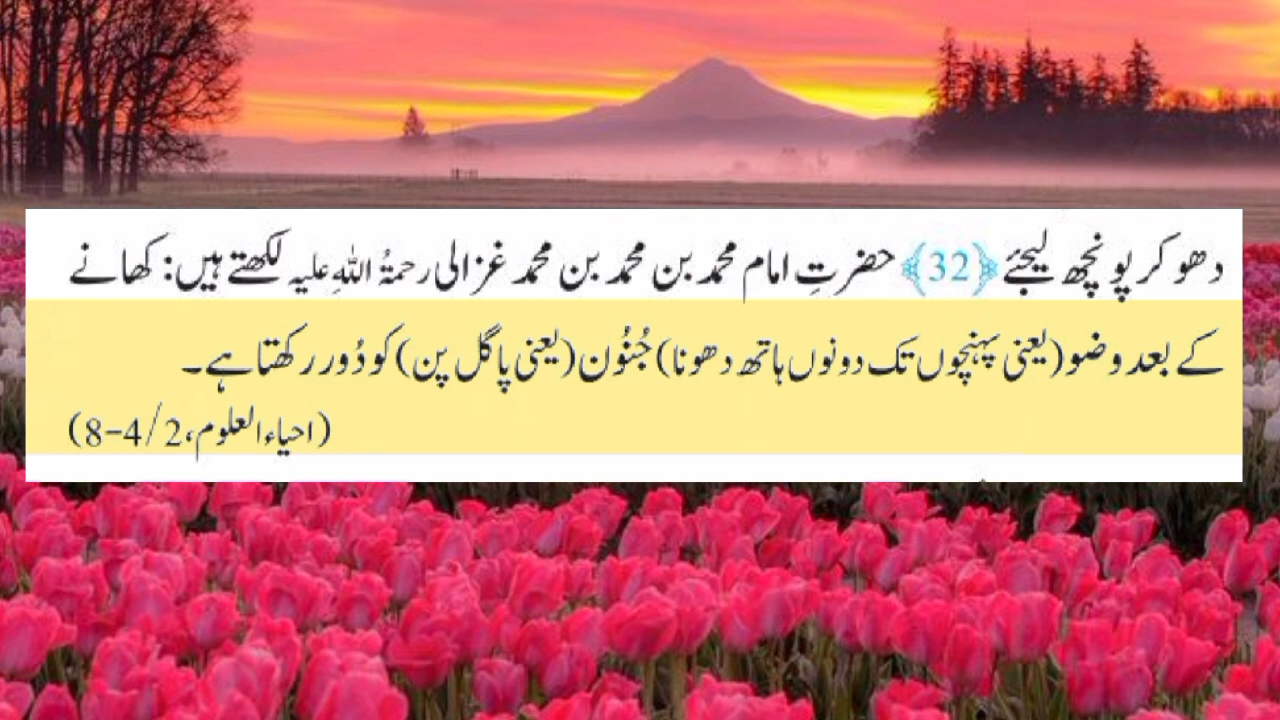 دھو کر پونچھ لیجئے ﴿32﴾ حضرتِ امام محمد بن محمد بن محمد غزالی رحمۃُ اللہِ علیہ لکھتے ہیں: کھانے
کے بعد وضو (یعنی پہنچوں تک دونوں ہاتھ دھونا) جُنُون (یعنی پاگل پن) کو دُور رکھتا ہے۔
(احیاء العلوم، 2/4-8)